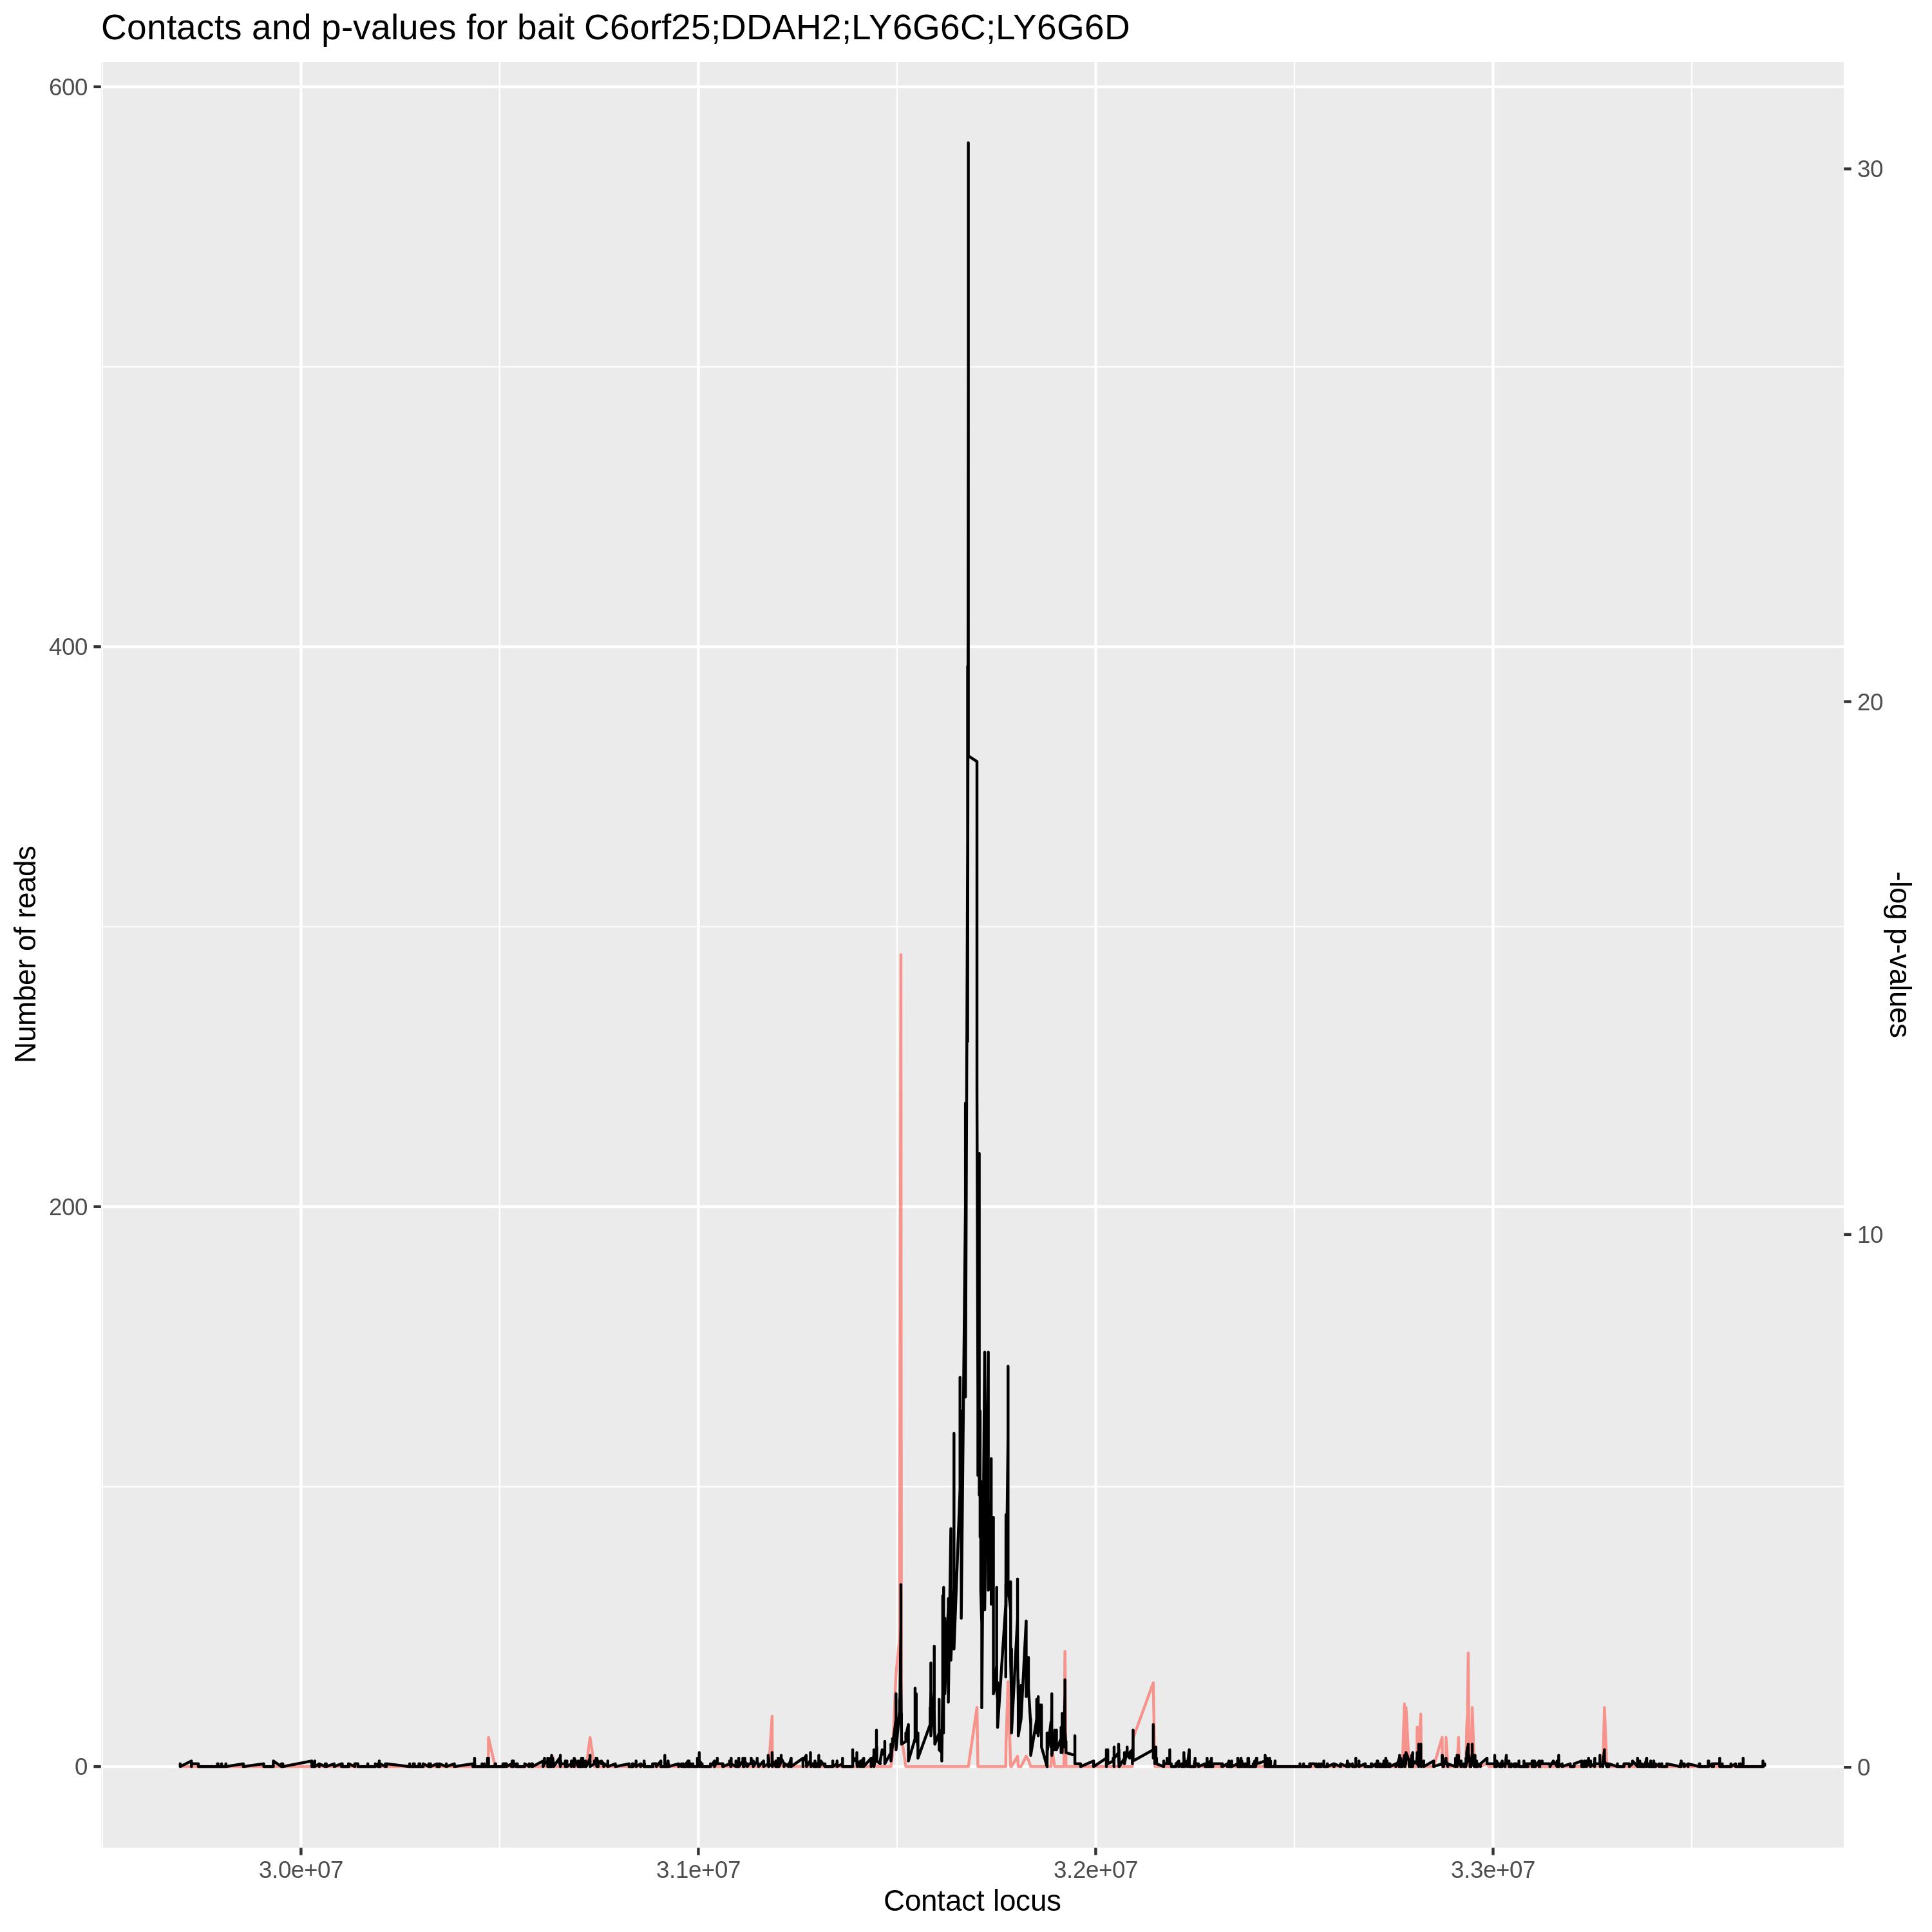 Contacts and p-values for bait C6orf25;DDAH2;LY6G6C;LY6G6D
600
400
200
0
Number of reads
30
20
10
0
-log p-values
3.0e+07
3.1e+07
3.2e+07
3.3e+07
Contact locus